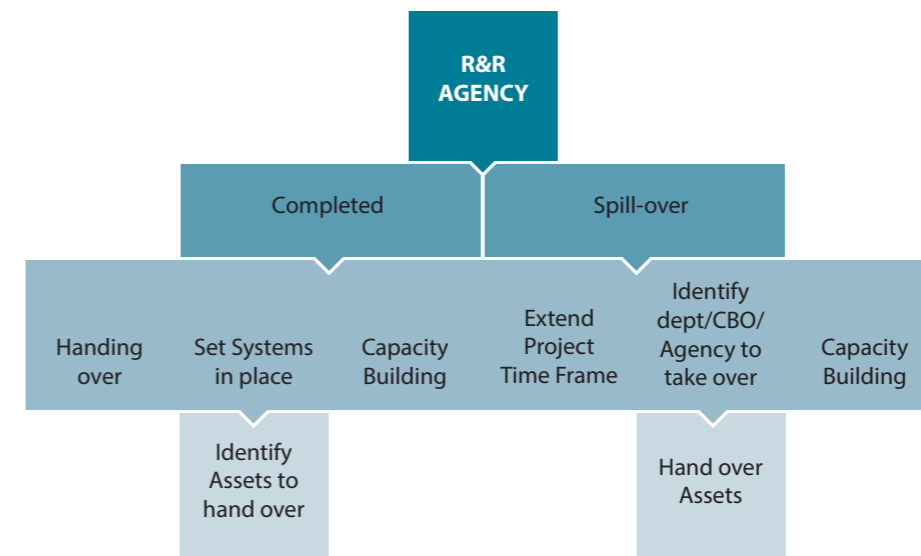 R&R
AGENCY
Completed
Spill-over
Handing
over
Set Systems
in place
Capacity
Building
Extend
Project
Time Frame
Identify
dept/CBO/
Agency to
take over
Capacity
Building
Identify
Assets to
hand over
Hand over
Assets